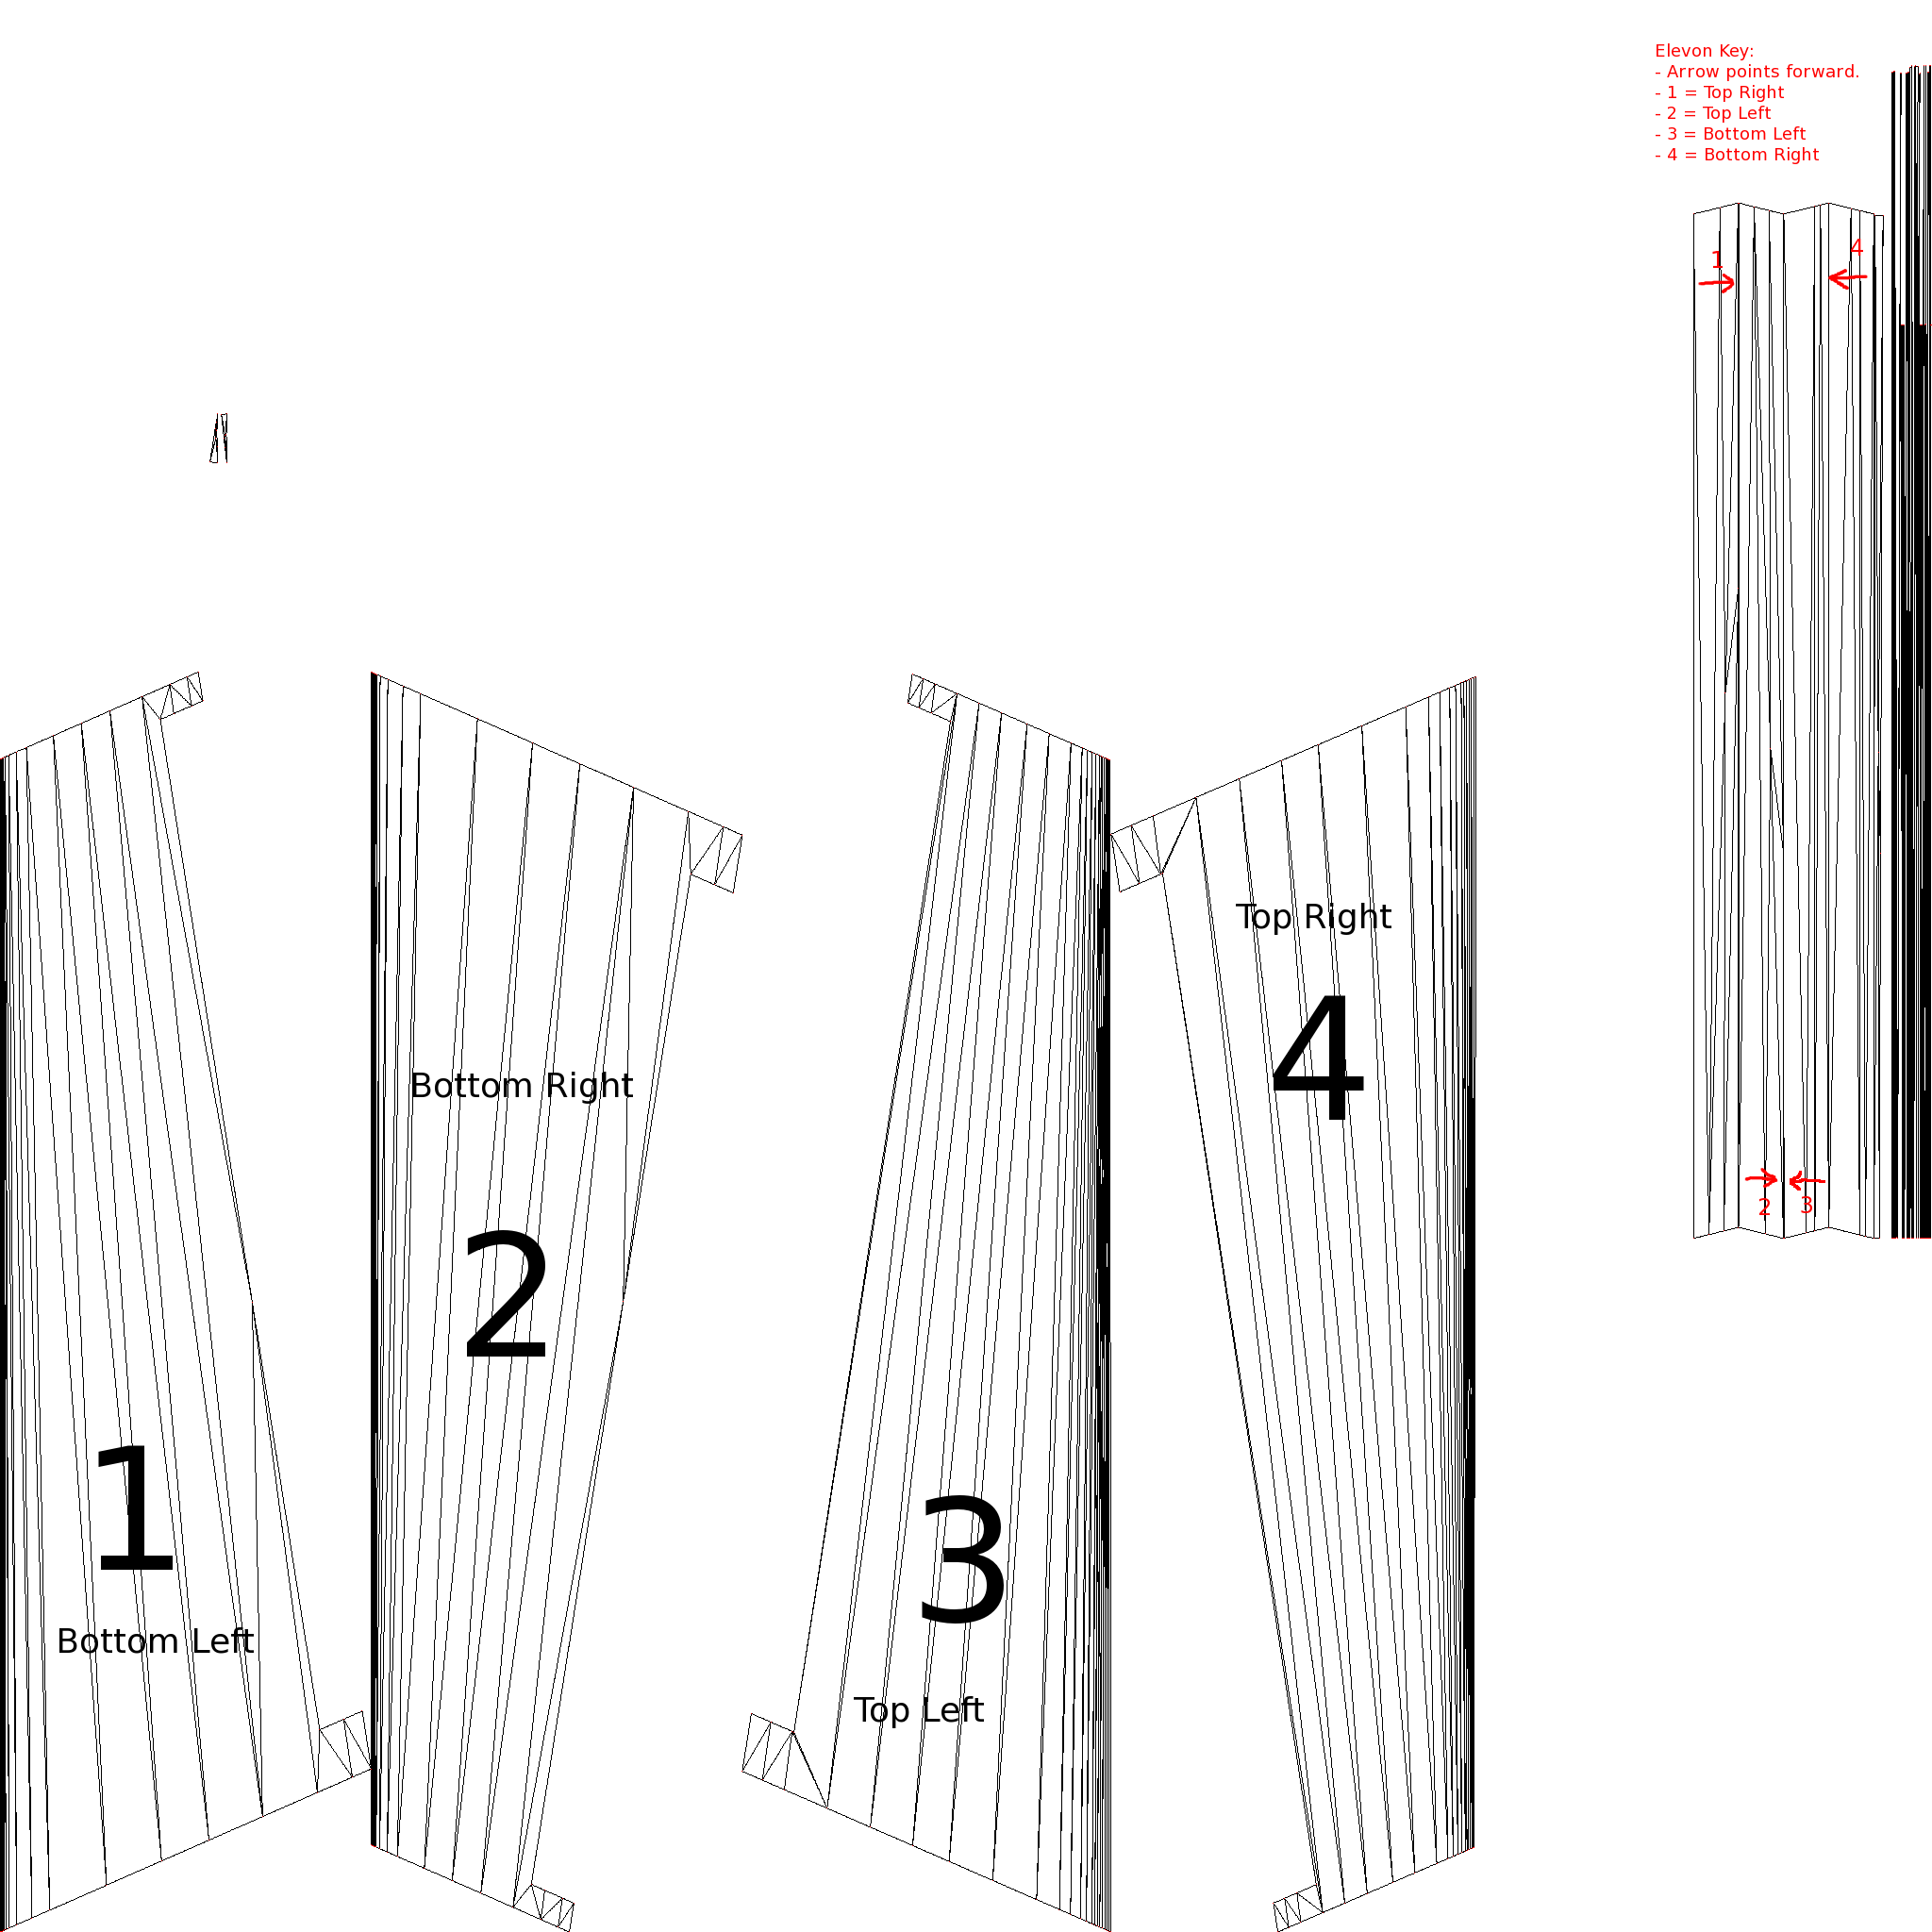 Elevon Key:
- Arrow points forward.
- 1 = Top Right
- 2 = Top Left
- 3 = Bottom Left
- 4 = Bottom Right
1
4
Top Right
4
Bottom Right
2
2
3
1
3
Bottom Left
Top Left